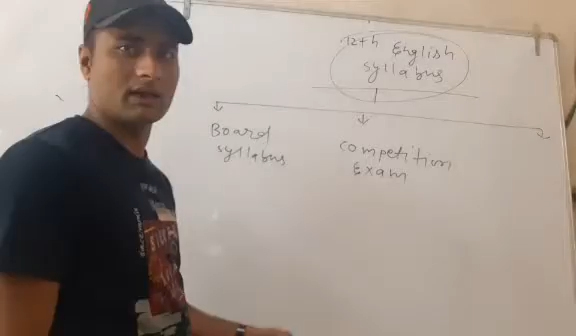 12th English
syllabus
Board
syllabus
competition
Exam